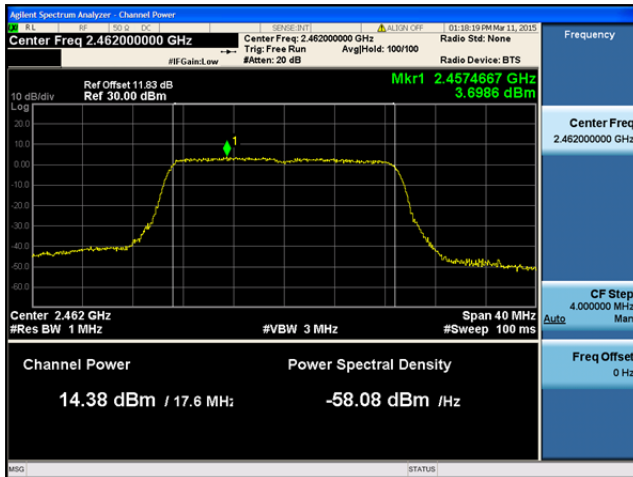 Agilent Spectrum Analyzer - Channel Power
RL RF 50 Ω DC SENSE:INT ALIGN OFF 01:18:19 PM Mar 11, 2015
Center Freq 2.462000000 GHz
Center Freq: 2.462000000 GHz
Radio Std: None
Trig: Free Run Avg|Hold: 100/100
#IFGain:Low #Atten: 20 dB Radio Device: BTS
Mkr1 2.4574667 GHz
3.6986 dBm
Ref Offset 11.83 dB
10 dB/div Ref 30.00 dBm
Log
20.0
10.0
1
0.00
-10.0
-20.0
-30.0
-40.0
-50.0
-60.0
Center 2.462 GHz Span 40 MHz
#Res BW 1 MHz #VBW 3 MHz #Sweep 100 ms
Channel Power Power Spectral Density
14.38 dBm / 17.6 MHz -58.08 dBm /Hz
MSG STATUS
Frequency
Center Freq
2.462000000 GHz
CF Step
4.000000 MHz
Auto Man
Freq Offset
0 Hz